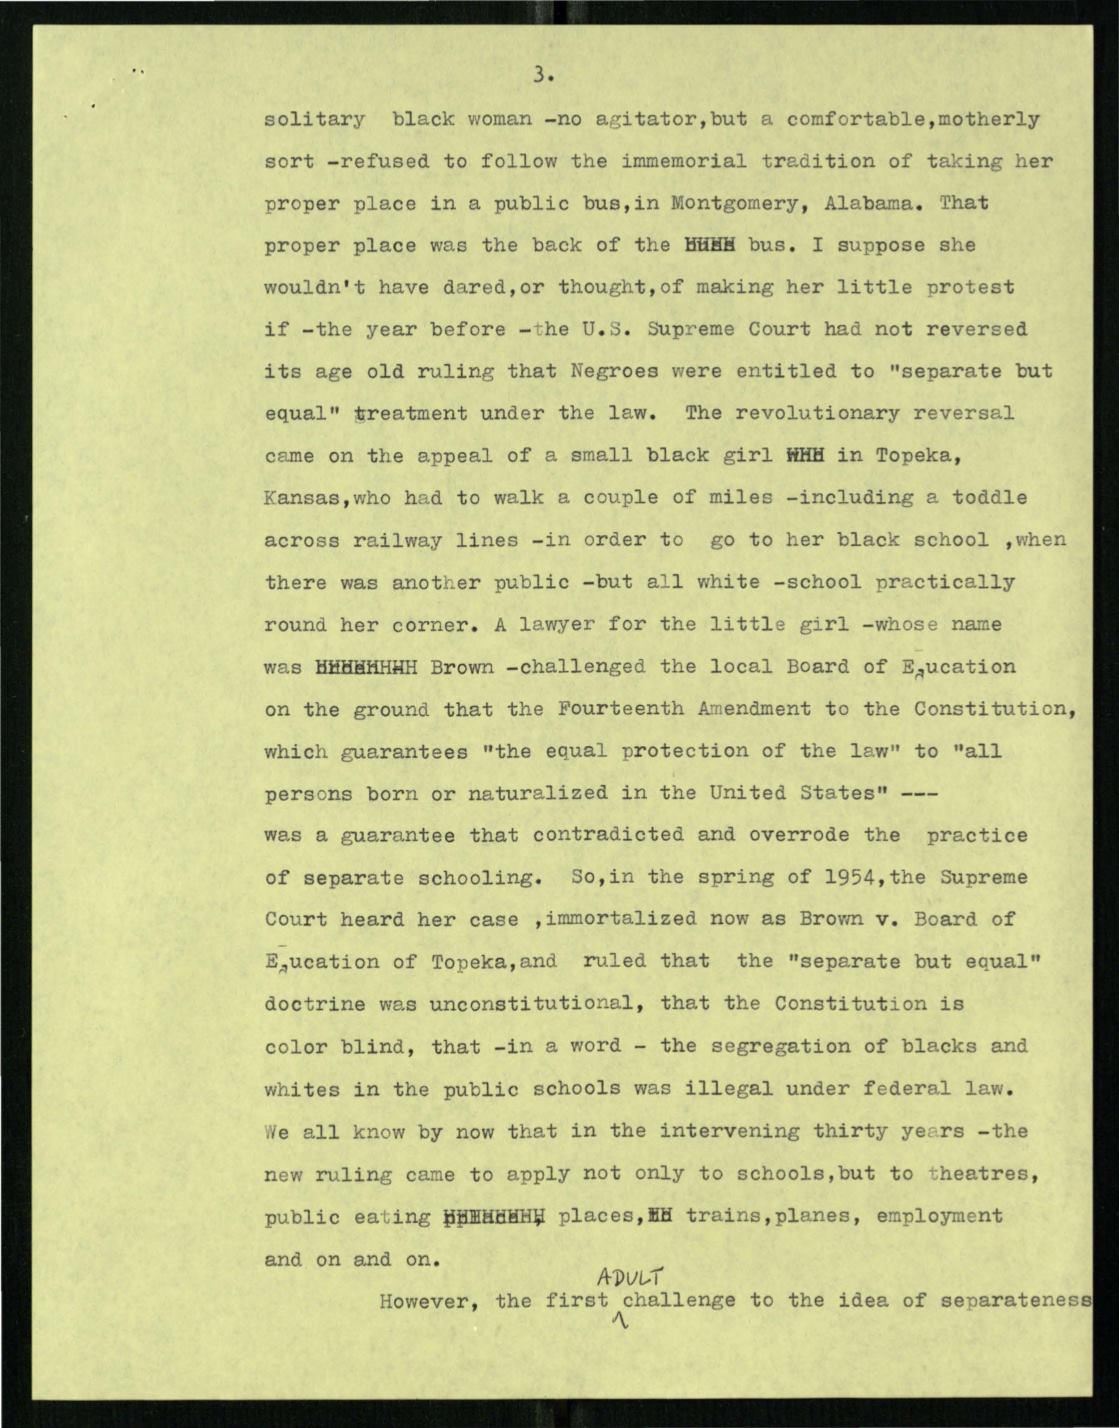 3.
solitary  black woman -no agitator,but a comfortable,motherly
sort -refused to follow the immemorial tradition of taking her
proper place in a public bus,in Montgomery, Alabama. That
proper place was the back of the bus. I suppose she
wouldn't have dared,or thought,of making her little protest
if -the year before -the U.S. Supreme Court had not reversed
its age old ruling that Negroes were entitled to "separate but
equal" treatment under the law.  The revolutionary reversal
came on the appeal of a small black girl in Topeka,
Kansas,who had to walk a couple of miles -including a toddle
across railway lines -in order to  go to her black school ,when
there was another public -but all white -school practically
round her corner. A lawyer for the little girl -whose name
was Brown -challenged the local Board of Education
on the ground that the Fourteenth Amendment to the Constitution,
which guarantees "the equal protection of the law" to "all
persons born or naturalized in the United States" ---
was a guarantee that contradicted and overrode the  practice
of separate schooling.  So,in the spring of 1954,the Supreme
Court heard her case ,immortalized now as Brown v. Board of
Education of Topeka,and  ruled that  the "separate but equal"
doctrine was unconstitutional, that the Constitution is
color blind, that -in a word - the segregation of blacks and
whites in the public schools was illegal under federal law.
We all know by now that in the intervening thirty years -the
new ruling came to apply not only to schools,but to theatres,
public eating places, trains,planes, employment
and on and on.
ADULT
However, the first challenge to the idea of separateness